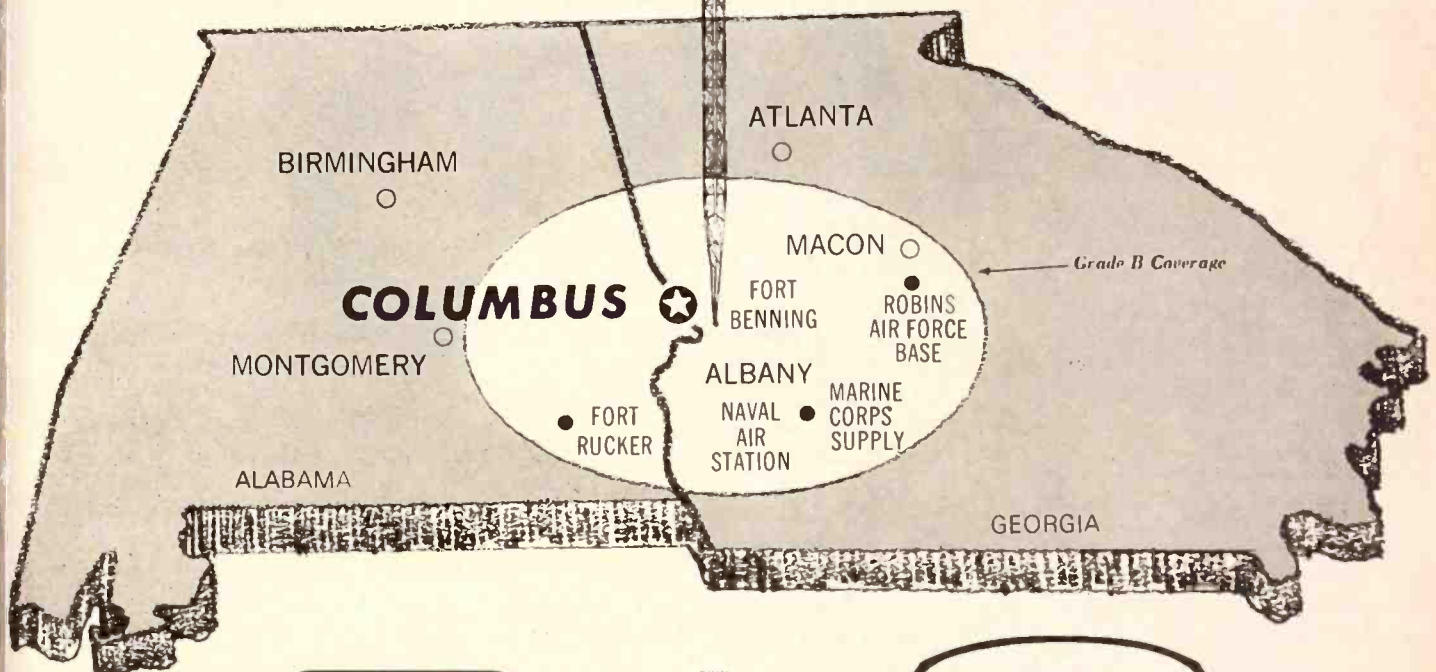 ATLANTA
BIRMINGHAM
MACON
Grade B Coverage
COLUMBUS
FORT
BENNING
ROBINS
AIR FORCE
BASE
MONTGOMERY
ALBANY
FORT
RUCKER
NAVAL
AIR
STATION
MARINE
CORPS
SUPPLY
ALABAMA
GEORGIA